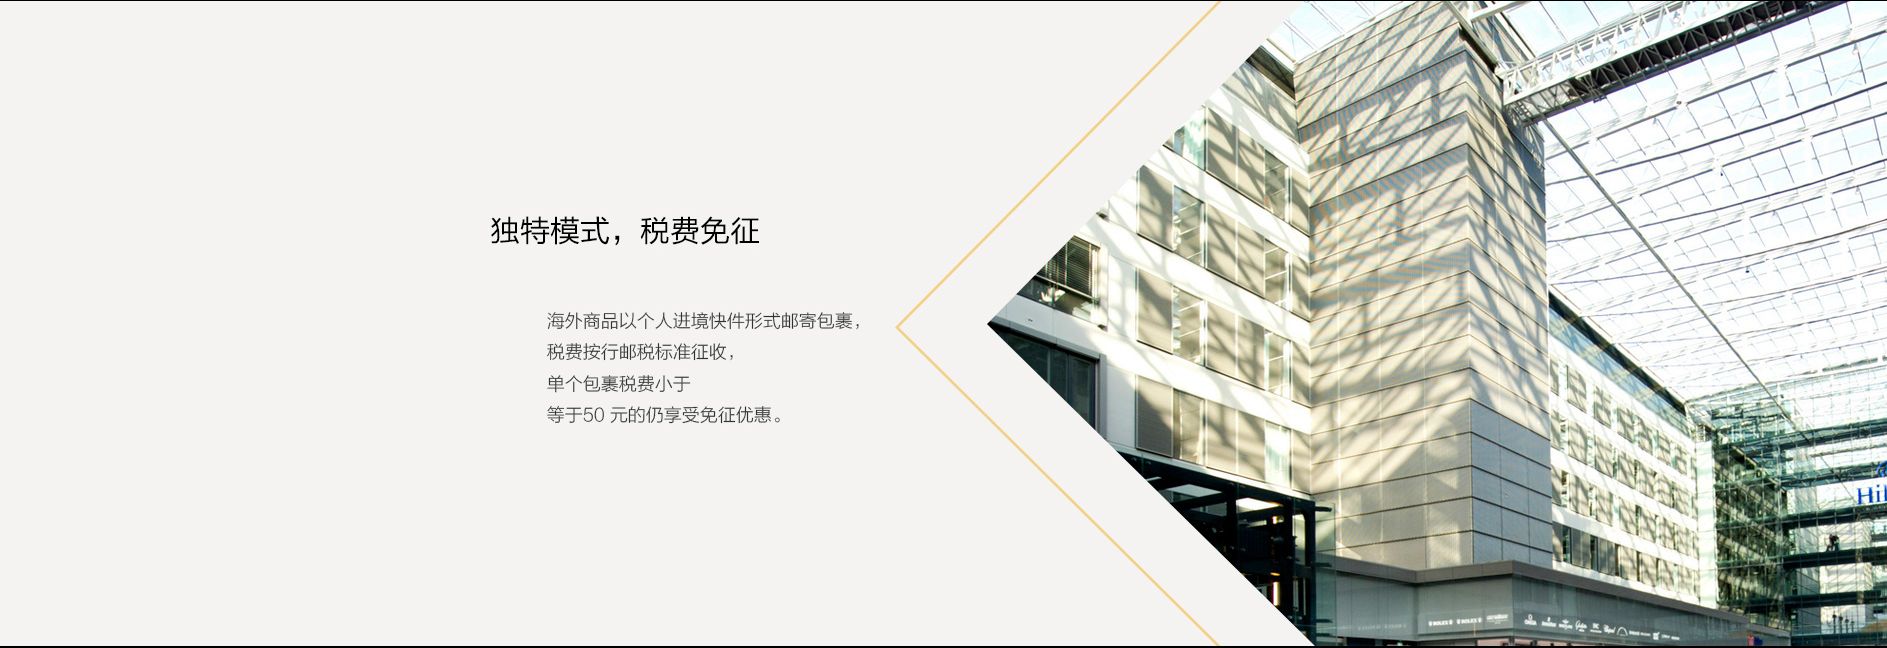 独特模式，税费免征
海外商品以个人进境快件形式邮寄包裹，
税费按行邮税标准征收，
单个包裹税费小于
等于50 元的仍享受免征优惠。